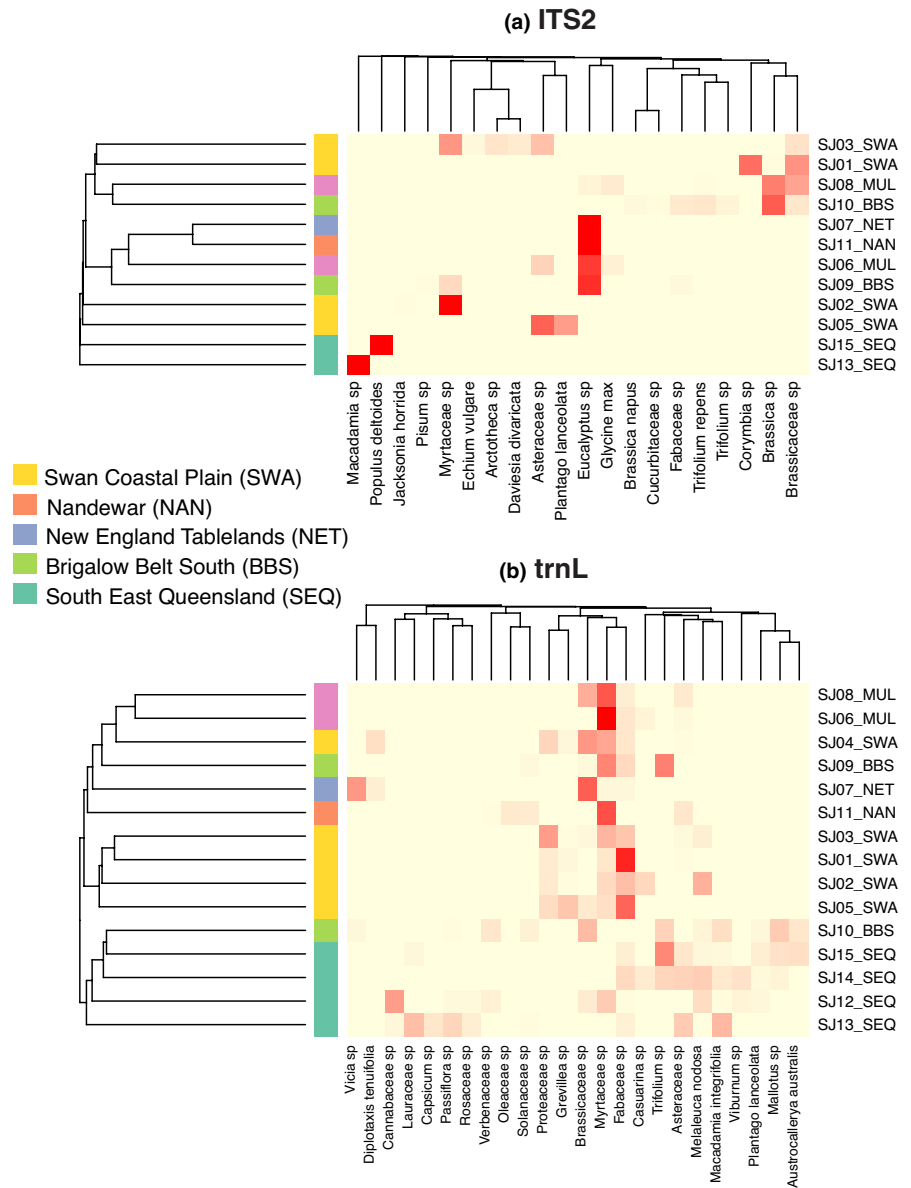 (a) ITS2
SJ03_SWA
SJ01_SWA
SJ08_MUL
SJ10_BBS
SJ07_NET
SJ11_NAN
SJ06_MUL
SJ09_BBS
SJ02_SWA
SJ05_SWA
SJ15_SEQ
SJ13_SEQ
Macadamia sp
Populus deltoides
Jacksonia horrida
Pisum sp
Myrtaceae sp
Echium vulgare
Arctotheca sp
Daviesia divaricata
Asteraceae sp
Plantago lanceolata
Eucalyptus sp
Glycine max
Brassica napus
Cucurbitaceae sp
Fabaceae sp
Trifolium repens
Trifolium sp
Corymbia sp
Brassica sp
Brassicaceae sp
Swan Coastal Plain (SWA)
Nandewar (NAN)
New England Tablelands (NET)
Brigalow Belt South (BBS)
South East Queensland (SEQ)
(b) trnL
SJ08_MUL
SJ06_MUL
SJ04_SWA
SJ09_BBS
SJ07_NET
SJ11_NAN
SJ03_SWA
SJ01_SWA
SJ02_SWA
SJ05_SWA
SJ10_BBS
SJ15_SEQ
SJ14_SEQ
SJ12_SEQ
SJ13_SEQ
Vicia sp
Diplotaxis tenuifolia
Cannabaceae sp
Lauraceae sp
Capsicum sp
Passiflora sp
Rosaceae sp
Verbenaceae sp
Oleaceae sp
Solanaceae sp
Proteaceae sp
Grevillea sp
Brassicaceae sp
Myrtaceae sp
Fabaceae sp
Casuarina sp
Trifolium sp
Asteraceae sp
Melaleuca nodosa
Macadamia integrifolia
Viburnum sp
Plantago lanceolata
Mallotus sp
Austrocallerya australis